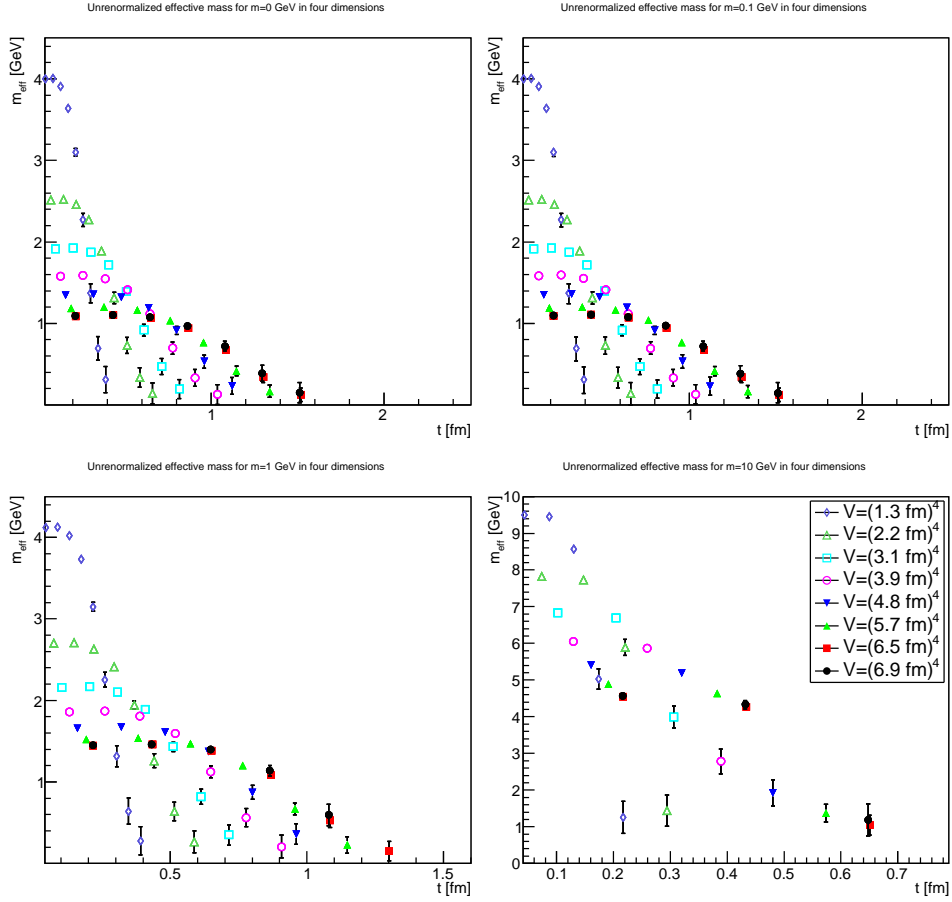 Unrenormalized effective mass for m=0 GeV in four dimensions
m_eff [GeV]
4
3
2
1
1
2
t [fm]
Unrenormalized effective mass for m=0.1 GeV in four dimensions
m_eff [GeV]
4
3
2
1
1
2
t [fm]
Unrenormalized effective mass for m=1 GeV in four dimensions
m_eff [GeV]
4
3
2
1
0
0.5
1
1.5
t [fm]
Unrenormalized effective mass for m=10 GeV in four dimensions
m_eff [GeV]
10
9
8
7
6
5
4
3
2
1
0
0.1
0.2
0.3
0.4
0.5
0.6
0.7
t [fm]
V=(1.3 fm)^4
V=(2.2 fm)^4
V=(3.1 fm)^4
V=(3.9 fm)^4
V=(4.8 fm)^4
V=(5.7 fm)^4
V=(6.5 fm)^4
V=(6.9 fm)^4